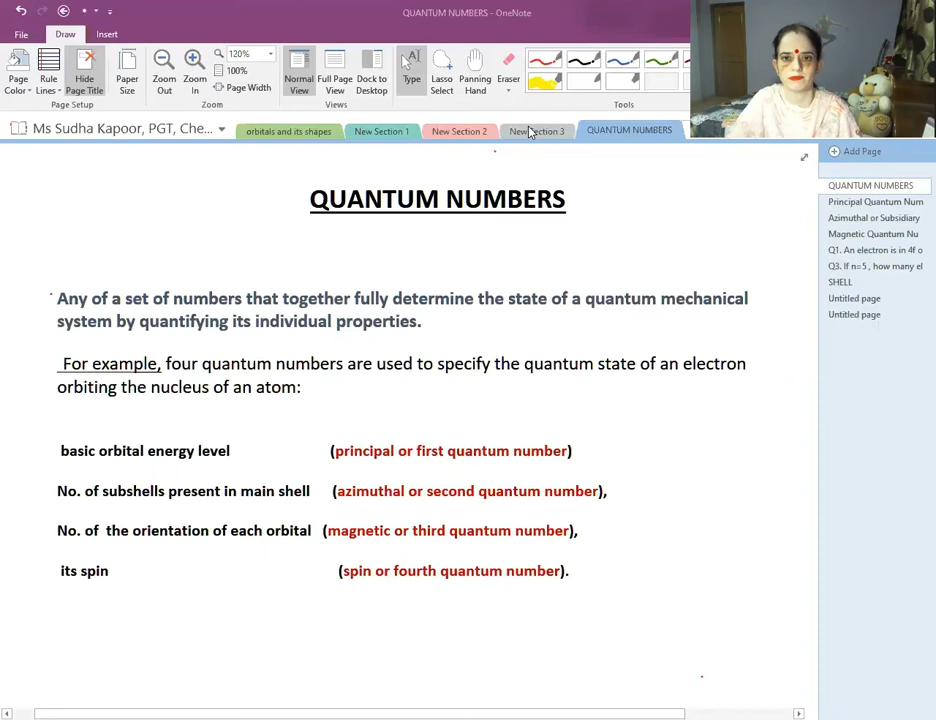 QUANTUM NUMBERS - OneNote
File Draw Insert
Page Color Rule Lines Hide Page Title Paper Size Zoom Out Zoom In 120% 100% Page Width Normal View Full Page View Dock to Desktop Type Lasso Select Panning Hand Eraser
Page Setup Zoom Views Tools
Ms Sudha Kapoor, PGT, Che... orbitals and its shapes New Section 1 New Section 2 New Section 3 QUANTUM NUMBERS
Add Page
QUANTUM NUMBERS
Principal Quantum Num
Azimuthal or Subsidiary
Magnetic Quantum Nu
Q1. An electron is in 4f o
Q3. If n=5 , how many el
SHELL
Untitled page
Untitled page
QUANTUM NUMBERS
Any of a set of numbers that together fully determine the state of a quantum mechanical
system by quantifying its individual properties.
For example, four quantum numbers are used to specify the quantum state of an electron
orbiting the nucleus of an atom:
basic orbital energy level (principal or first quantum number)
No. of subshells present in main shell (azimuthal or second quantum number),
No. of the orientation of each orbital (magnetic or third quantum number),
its spin (spin or fourth quantum number).